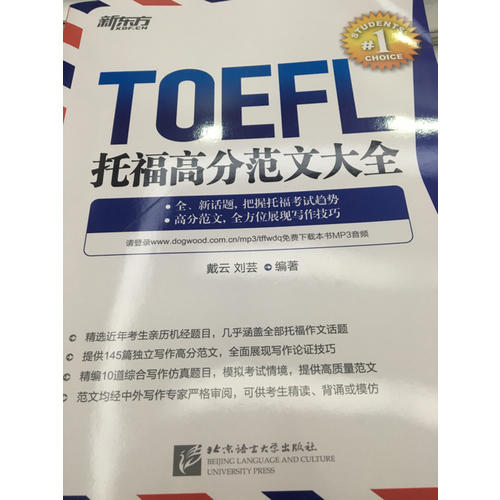 新东方
XDF.CN
STUDENTS'
#1
CHOICE
TOEFL
托福高分范文大全
• 全、新话题,把握托福考试趋势
• 高分范文,全方位展现写作技巧
请登录www.dogwood.com.cn/mp3/tffwdq免费下载本书MP3音频
戴云 刘芸 编著
精选近年考生亲历机经题目,几乎涵盖全部托福作文话题
提供145篇独立写作高分范文,全面展现写作论证技巧
精编10道综合写作仿真题目,模拟考试情境,提供高质量范文
范文均经中外写作专家严格审阅,可供考生精读、背诵或模仿
北京语言大学出版社
BEIJING LANGUAGE AND CULTURE
UNIVERSITY PRESS